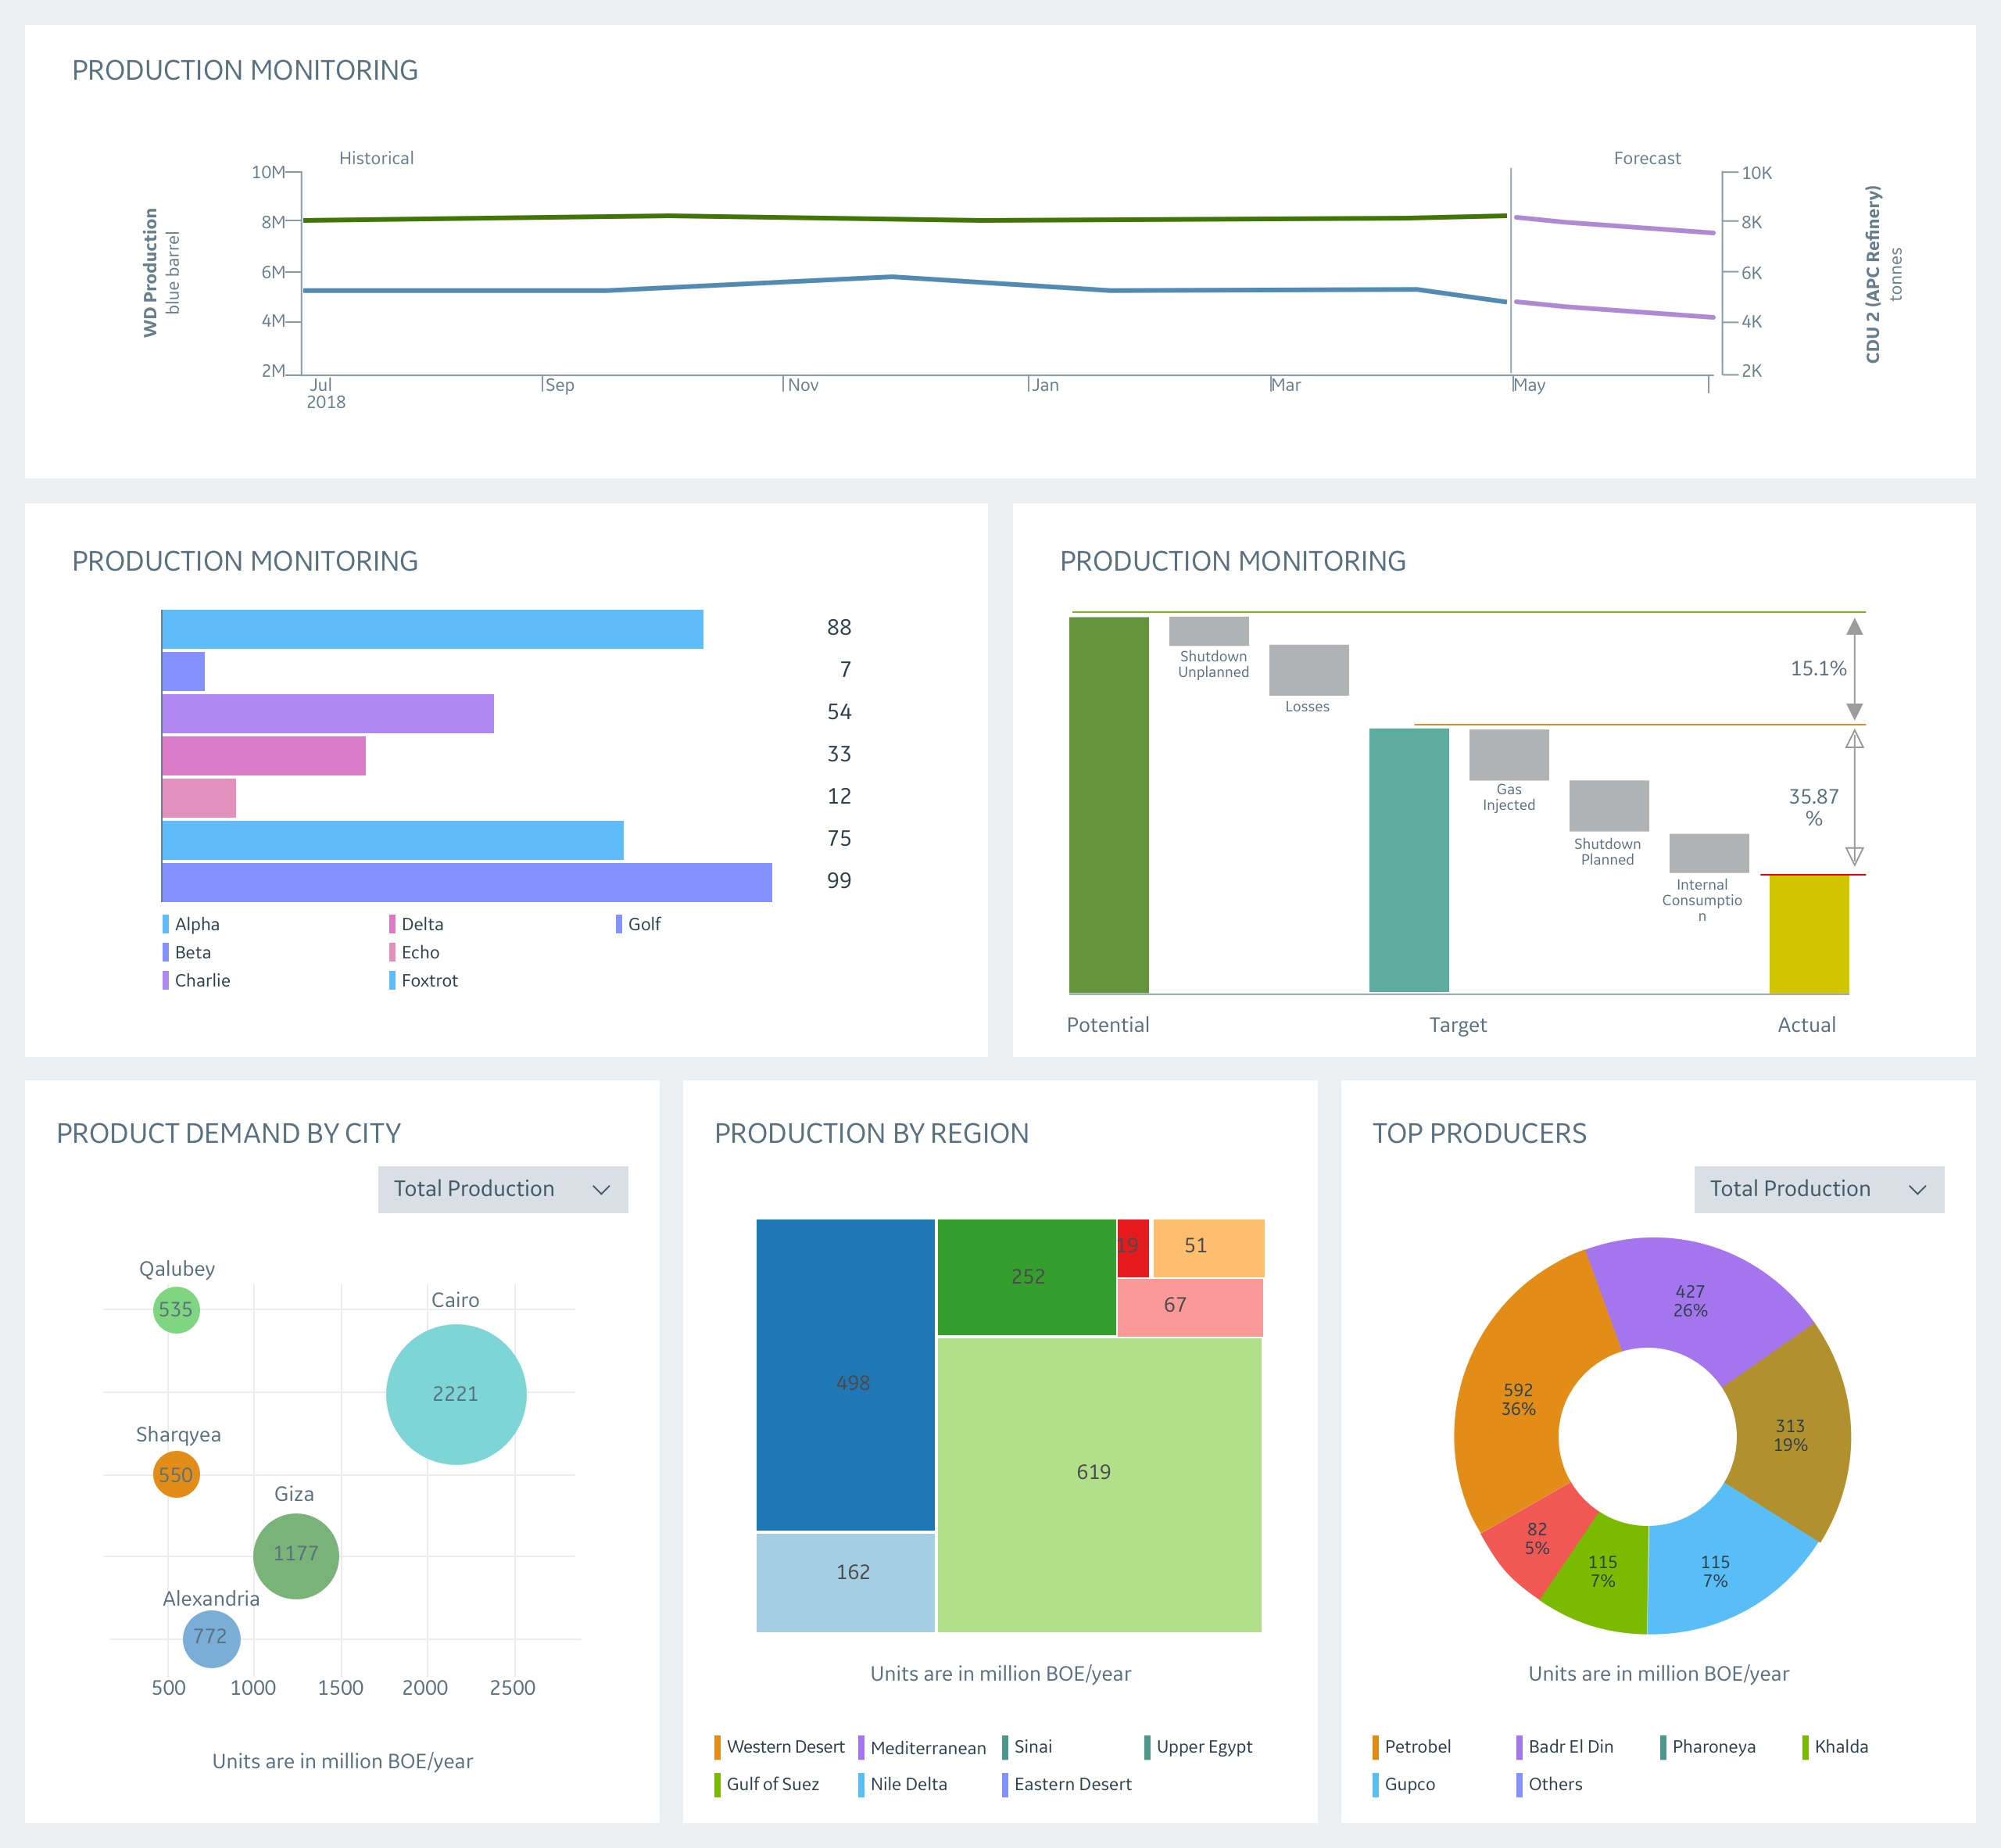 PRODUCTION MONITORING
Historical
Forecast
10M
8M
6M
4M
2M
WD Production
blue barrel
10K
8K
6K
4K
2K
CDU 2 (APC Refinery)
tonnes
Jul
2018
Sep
Nov
Jan
Mar
May
PRODUCTION MONITORING
88
7
54
33
12
75
99
Alpha
Beta
Charlie
Delta
Echo
Foxtrot
Golf
PRODUCTION MONITORING
Shutdown
Unplanned
Losses
15.1%
Gas
Injected
Shutdown
Planned
Internal
Consumptio
n
35.87
%
Potential
Target
Actual
PRODUCT DEMAND BY CITY
Total Production
Qalubey
535
Cairo
2221
Sharqyea
550
Giza
1177
Alexandria
772
500
1000
1500
2000
2500
Units are in million BOE/year
PRODUCTION BY REGION
498
252
19
51
67
619
162
Units are in million BOE/year
Western Desert
Mediterranean
Sinai
Upper Egypt
Gulf of Suez
Nile Delta
Eastern Desert
TOP PRODUCERS
Total Production
427
26%
592
36%
313
19%
82
5%
115
7%
115
7%
Units are in million BOE/year
Petrobel
Badr El Din
Pharoneya
Khalda
Gupco
Others